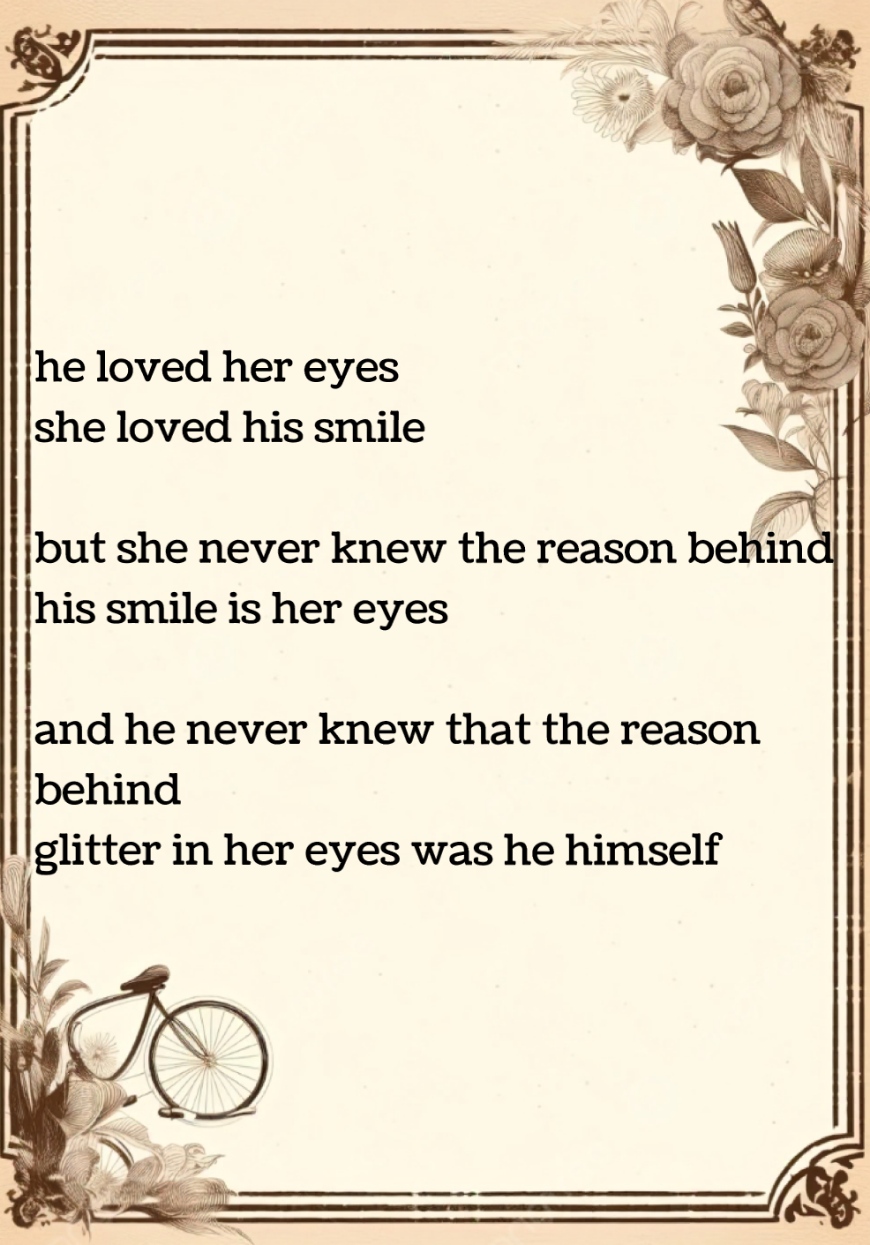 he loved her eyes
she loved his smile
but she never knew the reason behind
his smile is her eyes
and he never knew that the reason
behind
glitter in her eyes was he himself